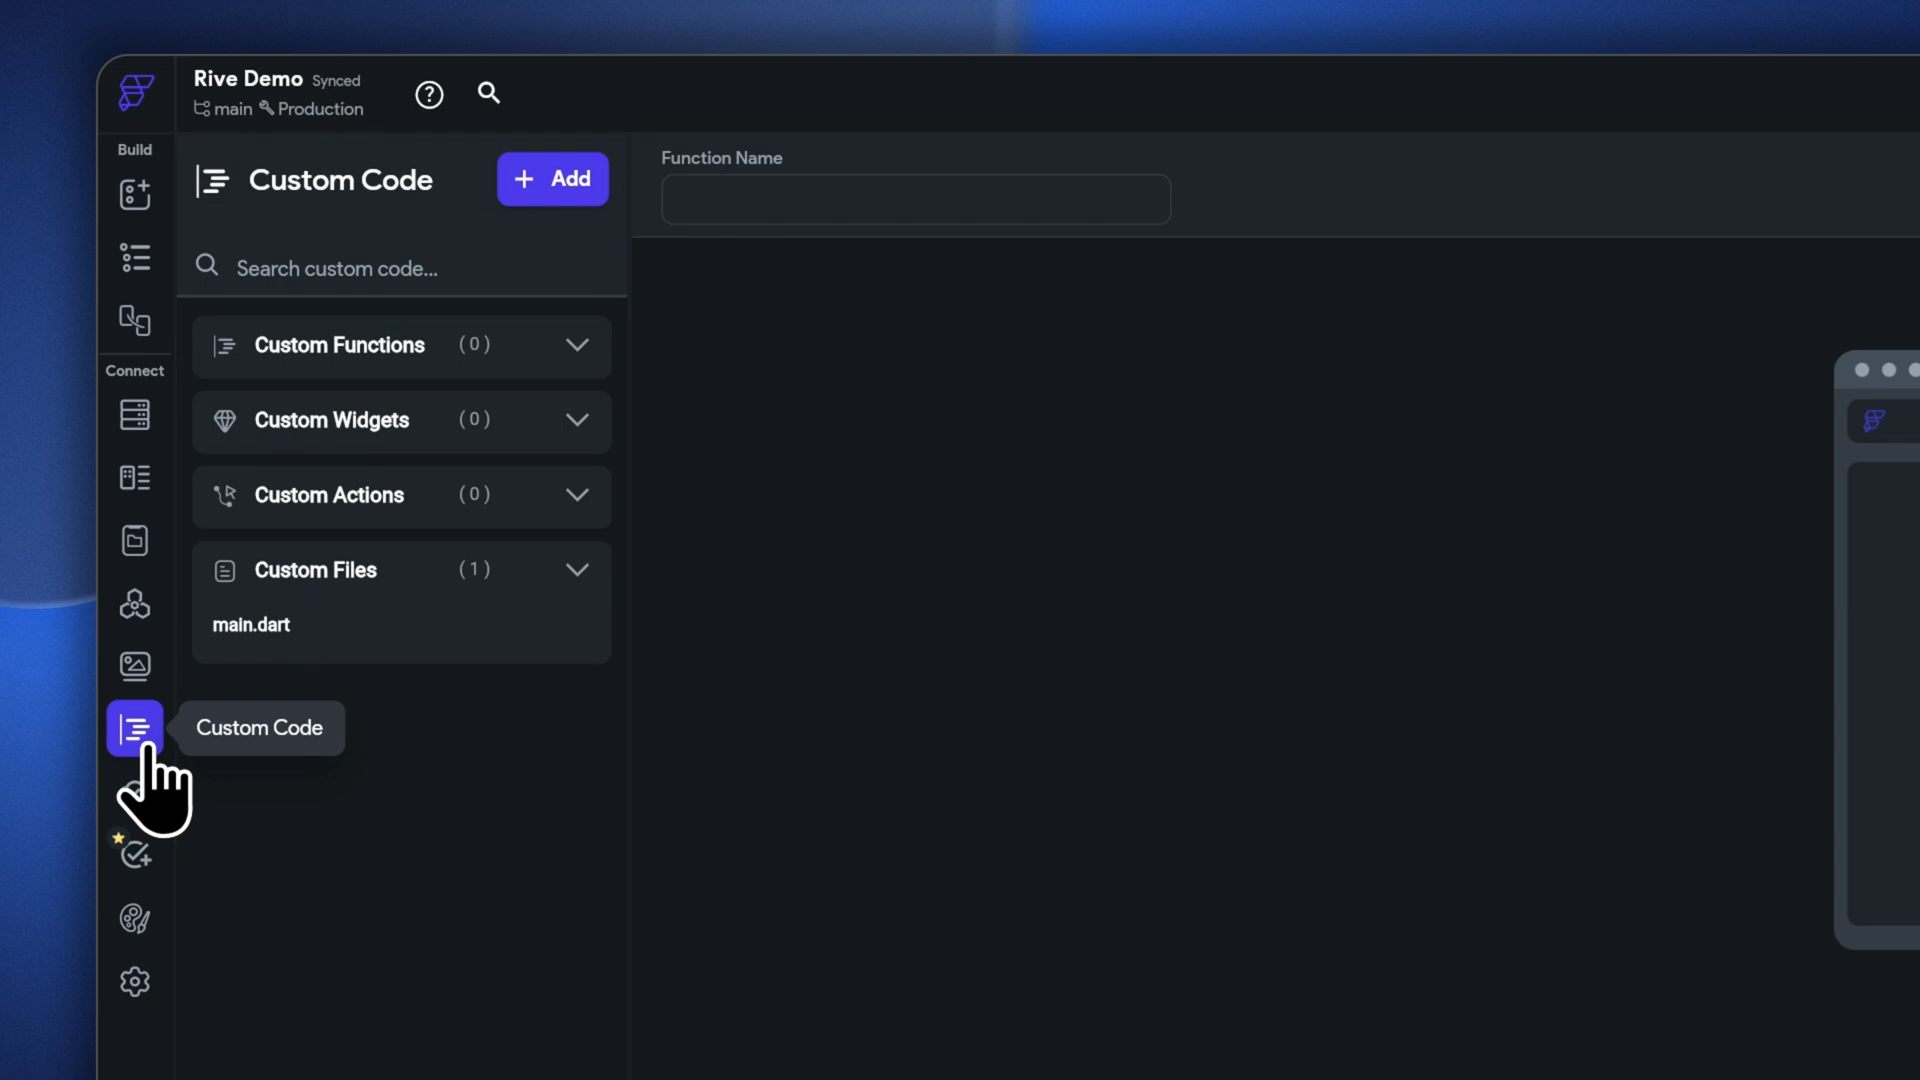 Rive Demo Synced
main Production
Build
Custom Code
+ Add
Function Name
Search custom code...
Custom Functions (0)
Connect
Custom Widgets (0)
Custom Actions (0)
Custom Files (1)
main.dart
Custom Code